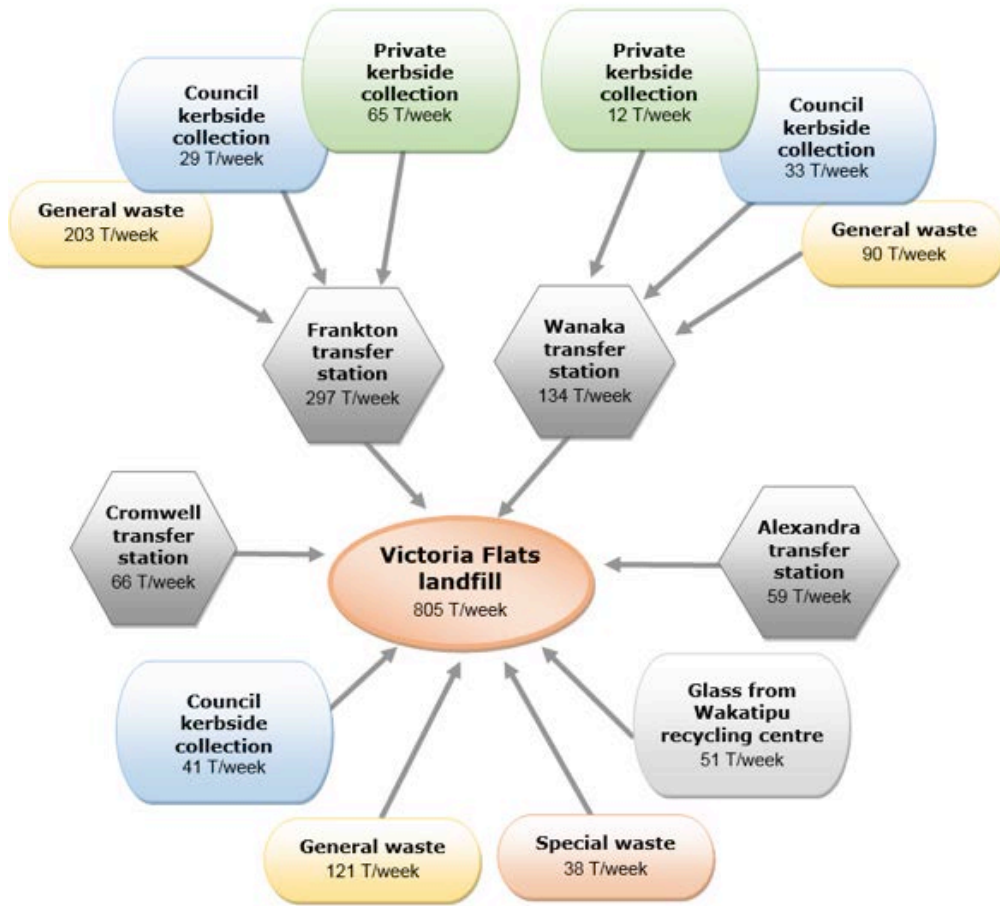 Private
kerbside
collection
65 T/week
Private
kerbside
collection
12 T/week
Council
kerbside
collection
29 T/week
Council
kerbside
collection
33 T/week
General waste
203 T/week
General waste
90 T/week
Frankton
transfer
station
297 T/week
Wanaka
transfer
station
134 T/week
Cromwell
transfer
station
66 T/week
Victoria Flats
landfill
805 T/week
Alexandra
transfer
station
59 T/week
Council
kerbside
collection
41 T/week
Glass from
Wakatipu
recycling centre
51 T/week
General waste
121 T/week
Special waste
38 T/week